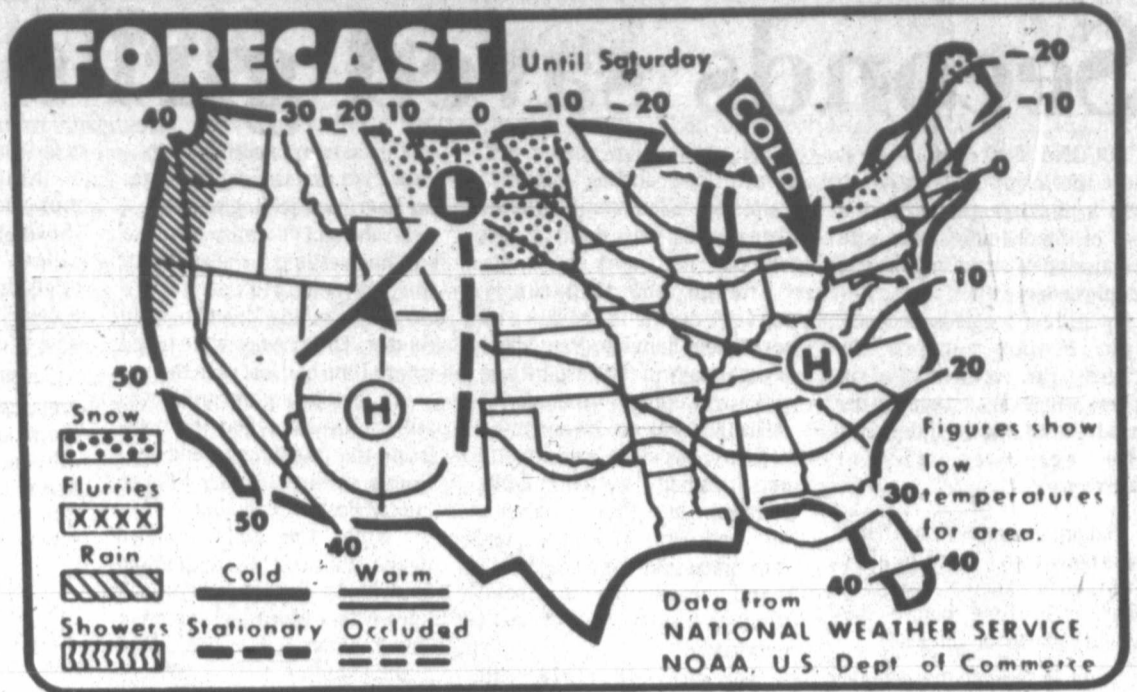 FORECAST
Until Saturday
40 30 20 10 0 -10 -20
COLD
-20
-10
0
10
20
L
H
H
50
Snow
Flurries
XXXX
Rain
Showers
50
40
Cold
Warm
Stationary
Occluded
Figures show
low
temperatures
for area.
30
40
40
Data from
NATIONAL WEATHER SERVICE,
NOAA, U.S. Dept of Commerce